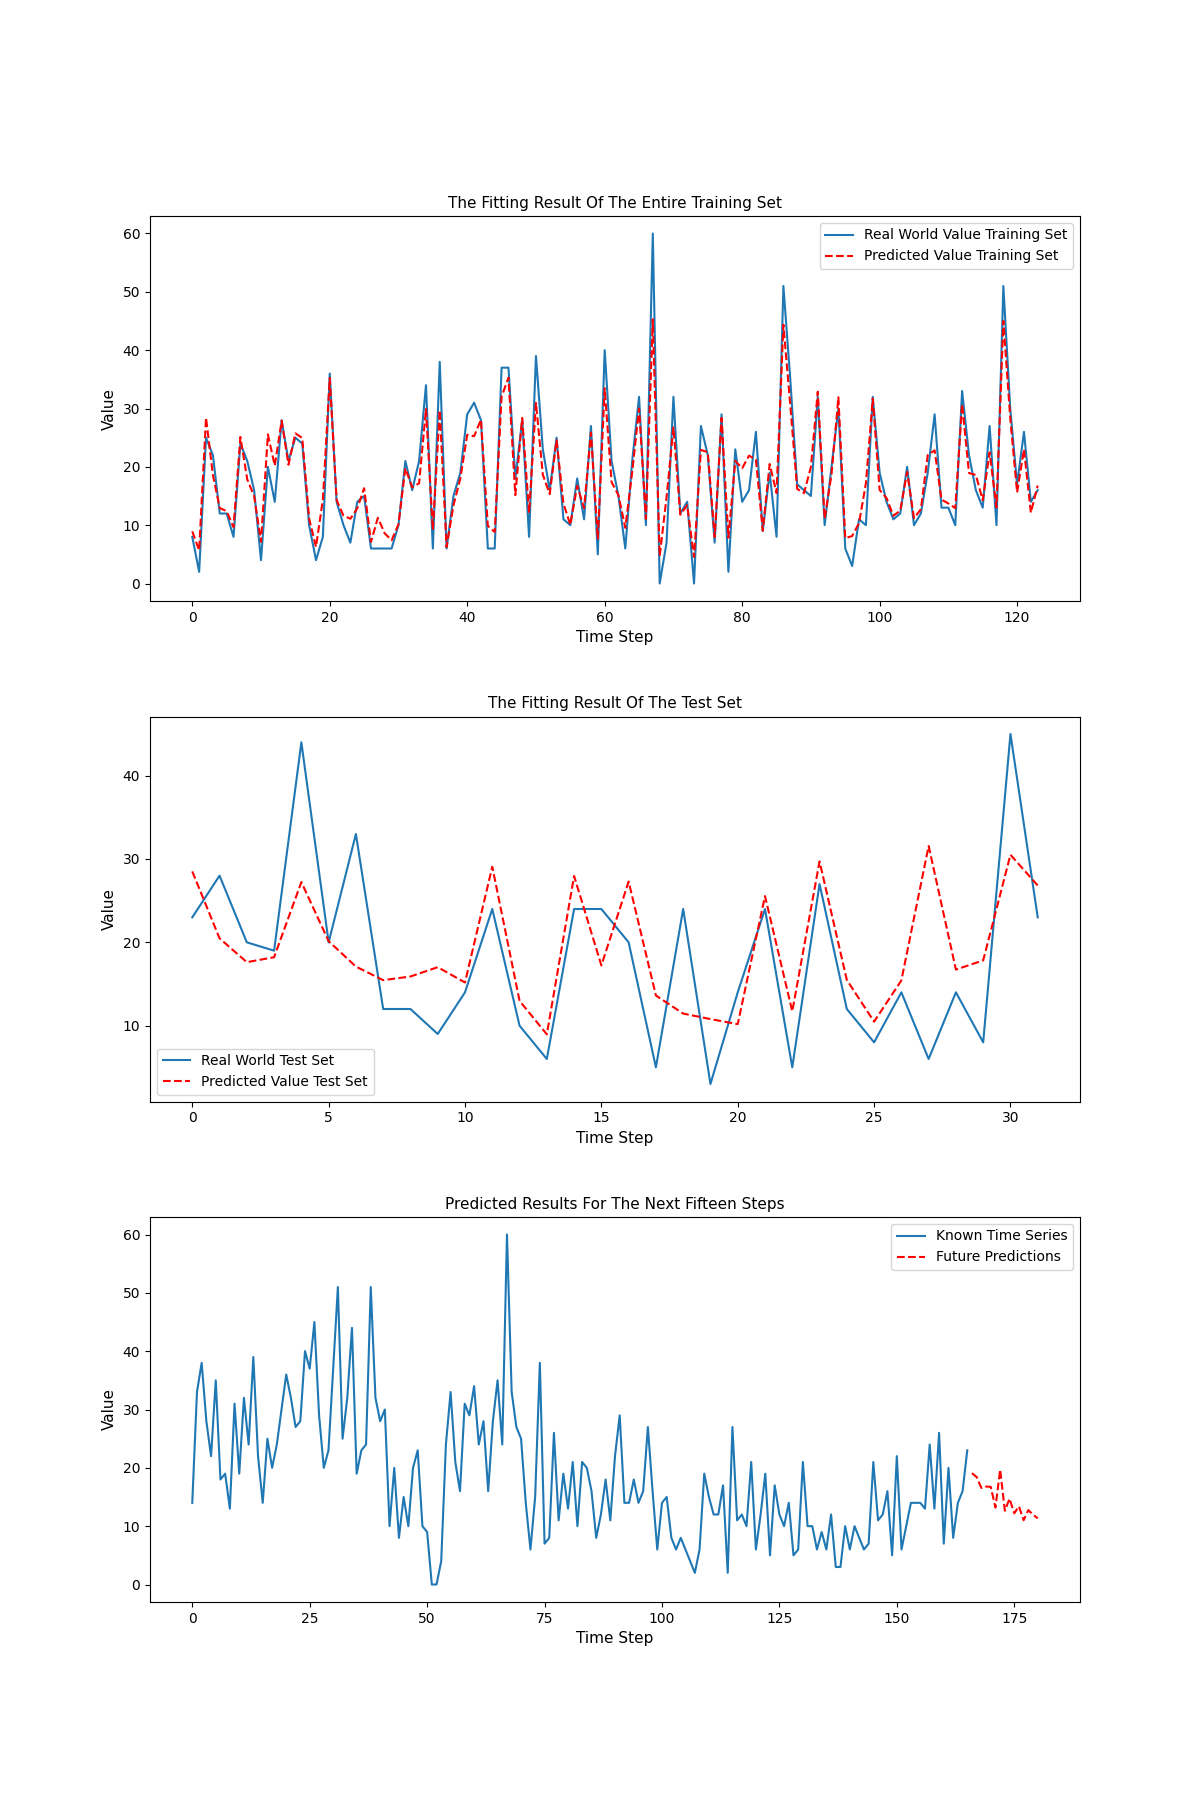 The Fitting Result Of The Entire Training Set
Real World Value Training Set
Predicted Value Training Set
60
50
40
30
20
10
0
Value
0 20 40 60 80 100 120
Time Step
The Fitting Result Of The Test Set
40
30
20
10
Value
Real World Test Set
Predicted Value Test Set
0 5 10 15 20 25 30
Time Step
Predicted Results For The Next Fifteen Steps
Known Time Series
Future Predictions
60
50
40
30
20
10
0
Value
0 25 50 75 100 125 150 175
Time Step